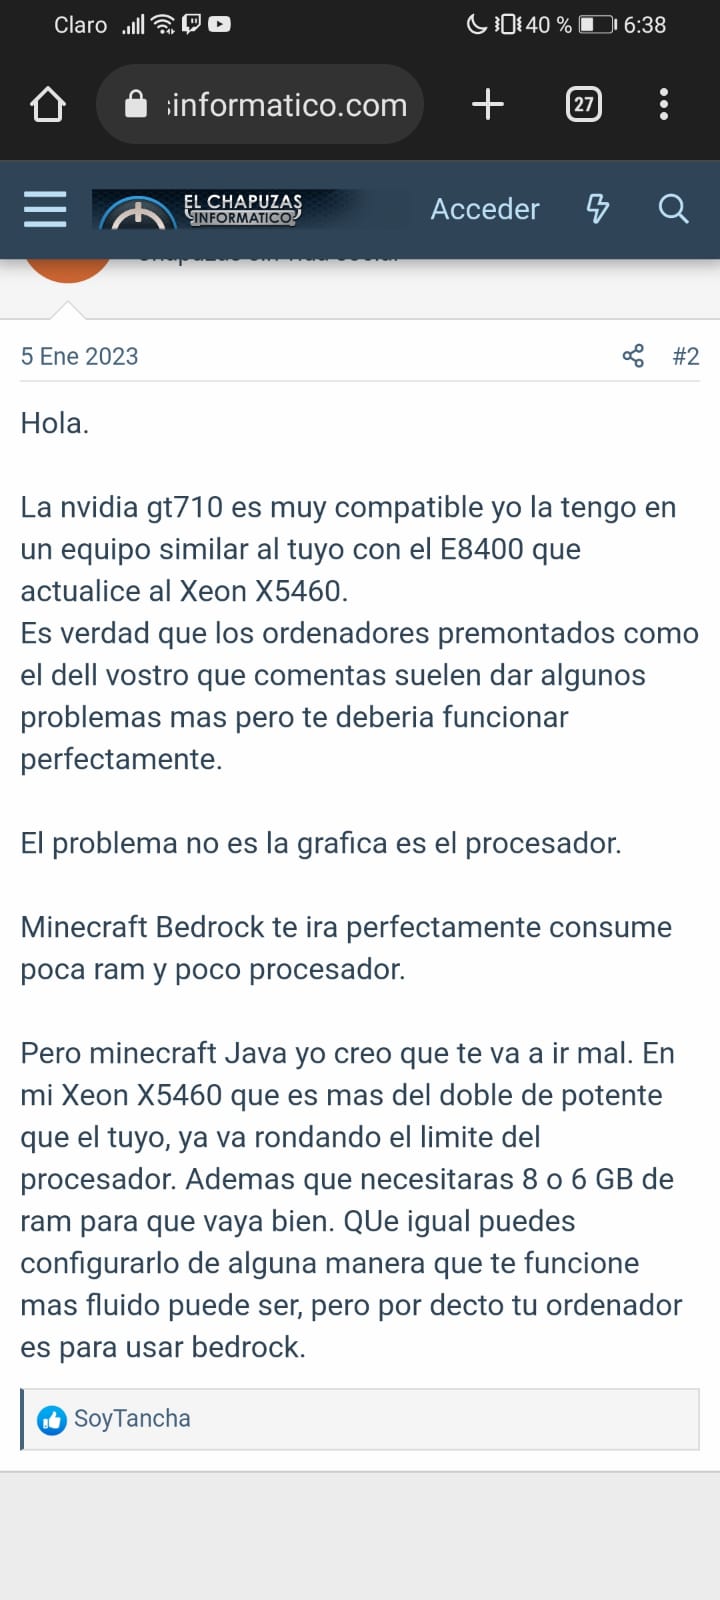 Claro 40 % 6:38
sinformatico.com 27
EL CHAPUZAS
INFORMATICO
Acceder
5 Ene 2023 #2
Hola.
La nvidia gt710 es muy compatible yo la tengo en
un equipo similar al tuyo con el E8400 que
actualice al Xeon X5460.
Es verdad que los ordenadores premontados como
el dell vostro que comentas suelen dar algunos
problemas mas pero te deberia funcionar
perfectamente.
El problema no es la grafica es el procesador.
Minecraft Bedrock te ira perfectamente consume
poca ram y poco procesador.
Pero minecraft Java yo creo que te va a ir mal. En
mi Xeon X5460 que es mas del doble de potente
que el tuyo, ya va rondando el limite del
procesador. Ademas que necesitaras 8 o 6 GB de
ram para que vaya bien. QUe igual puedes
configurarlo de alguna manera que te funcione
mas fluido puede ser, pero por decto tu ordenador
es para usar bedrock.
SoyTancha